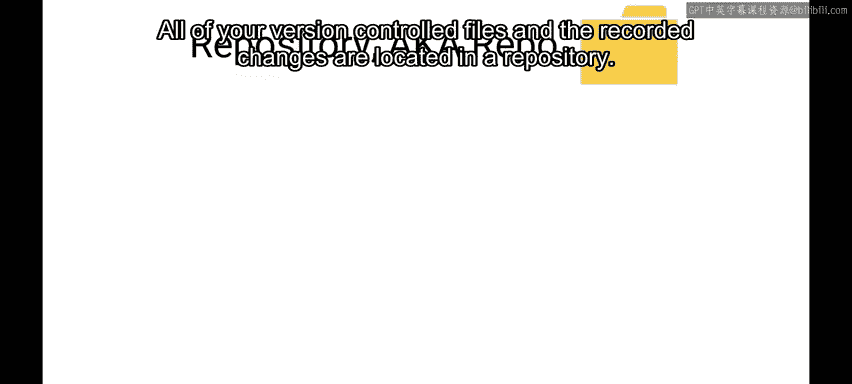 GPT中英字幕课程资源@bilibili.com
All of your version controlled files and the recorded
Repository, AKA Repo
changes are located in a repository.